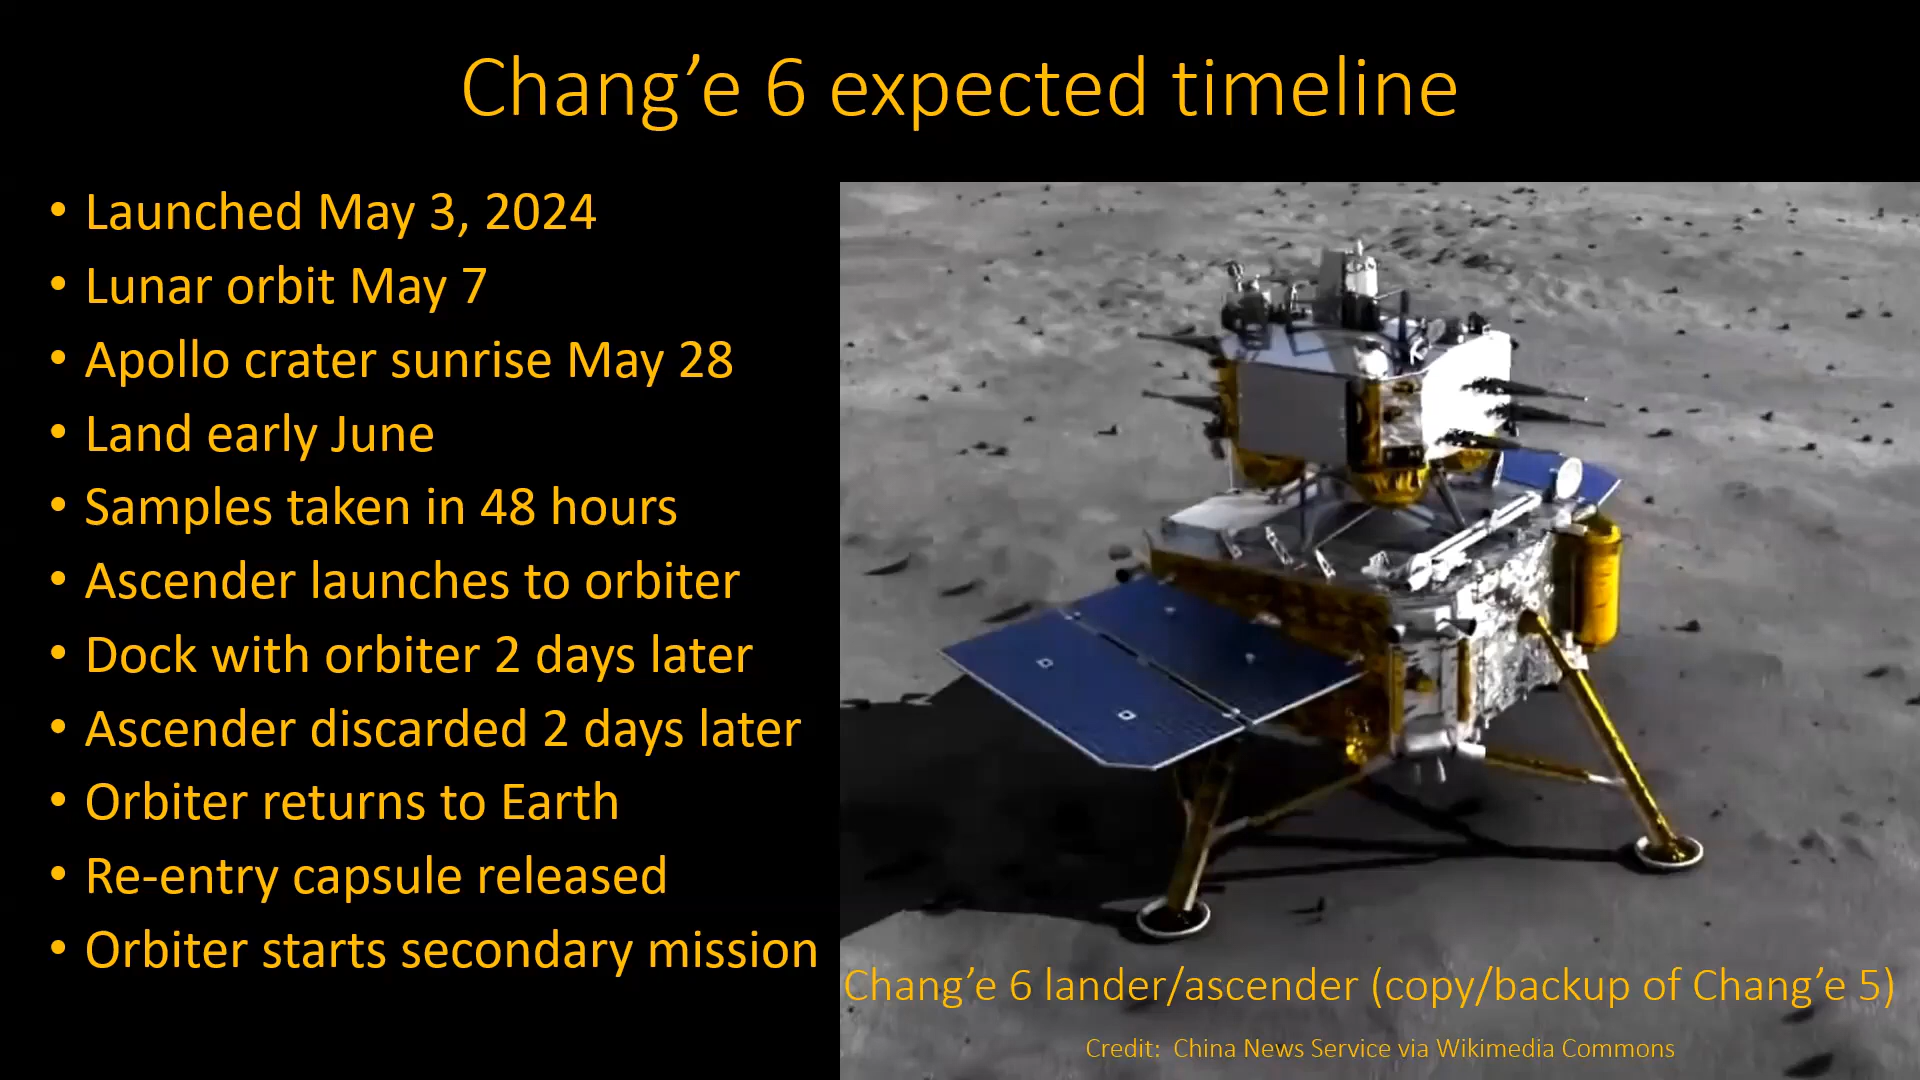 Chang’e 6 expected timeline
• Launched May 3, 2024
• Lunar orbit May 7
• Apollo crater sunrise May 28
• Land early June
• Samples taken in 48 hours
• Ascender launches to orbiter
• Dock with orbiter 2 days later
• Ascender discarded 2 days later
• Orbiter returns to Earth
• Re-entry capsule released
• Orbiter starts secondary mission
Chang’e 6 lander/ascender (copy/backup of Chang’e 5)
Credit:  China News Service via Wikimedia Commons